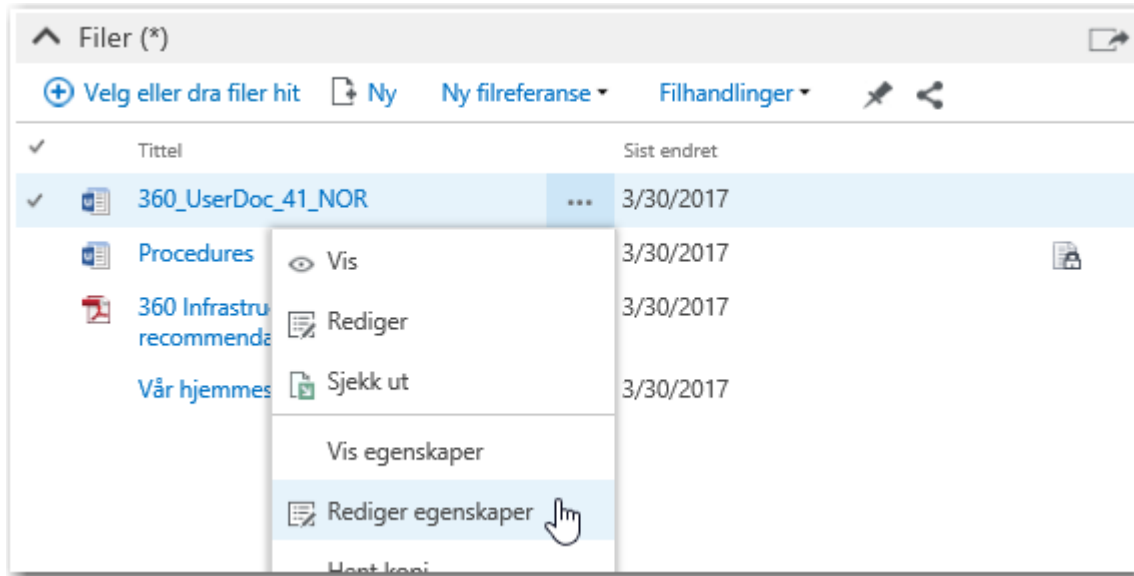 Filer (*)
Velg eller dra filer hit Ny Ny filreferanse Filhandlinger
Tittel Sist endret
360_UserDoc_41_NOR ... 3/30/2017
Procedures 3/30/2017
360 Infrastru 3/30/2017
recommenda
Vår hjemmes 3/30/2017
Vis
Rediger
Sjekk ut
Vis egenskaper
Rediger egenskaper
Hent kopi